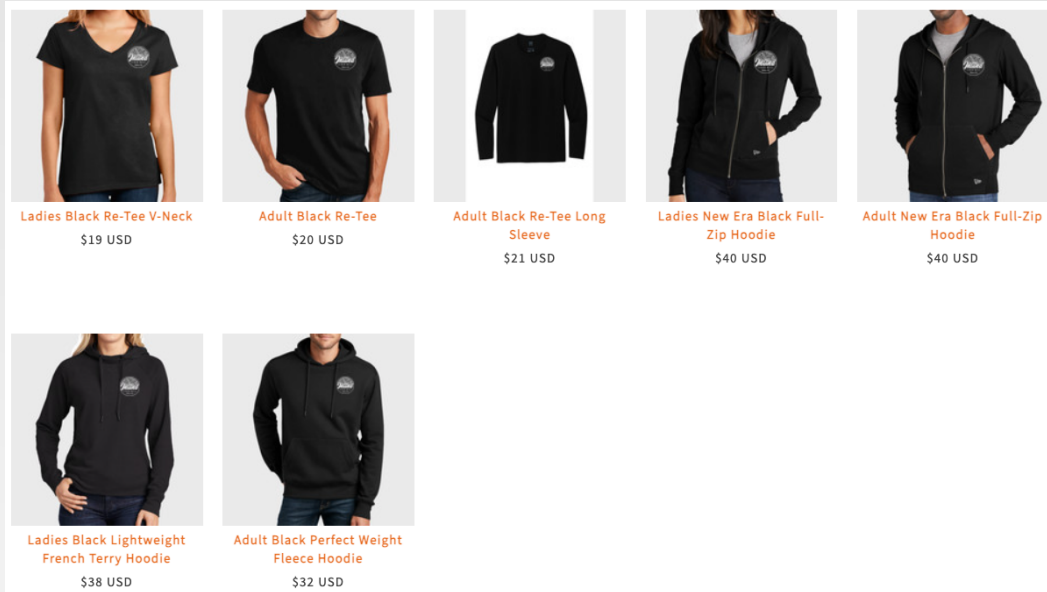 Ladies Black Re-Tee V-Neck
$19 USD
Adult Black Re-Tee
$20 USD
Adult Black Re-Tee Long
Sleeve
$21 USD
Ladies New Era Black Full-
Zip Hoodie
$40 USD
Adult New Era Black Full-Zip
Hoodie
$40 USD
Ladies Black Lightweight
French Terry Hoodie
$38 USD
Adult Black Perfect Weight
Fleece Hoodie
$32 USD